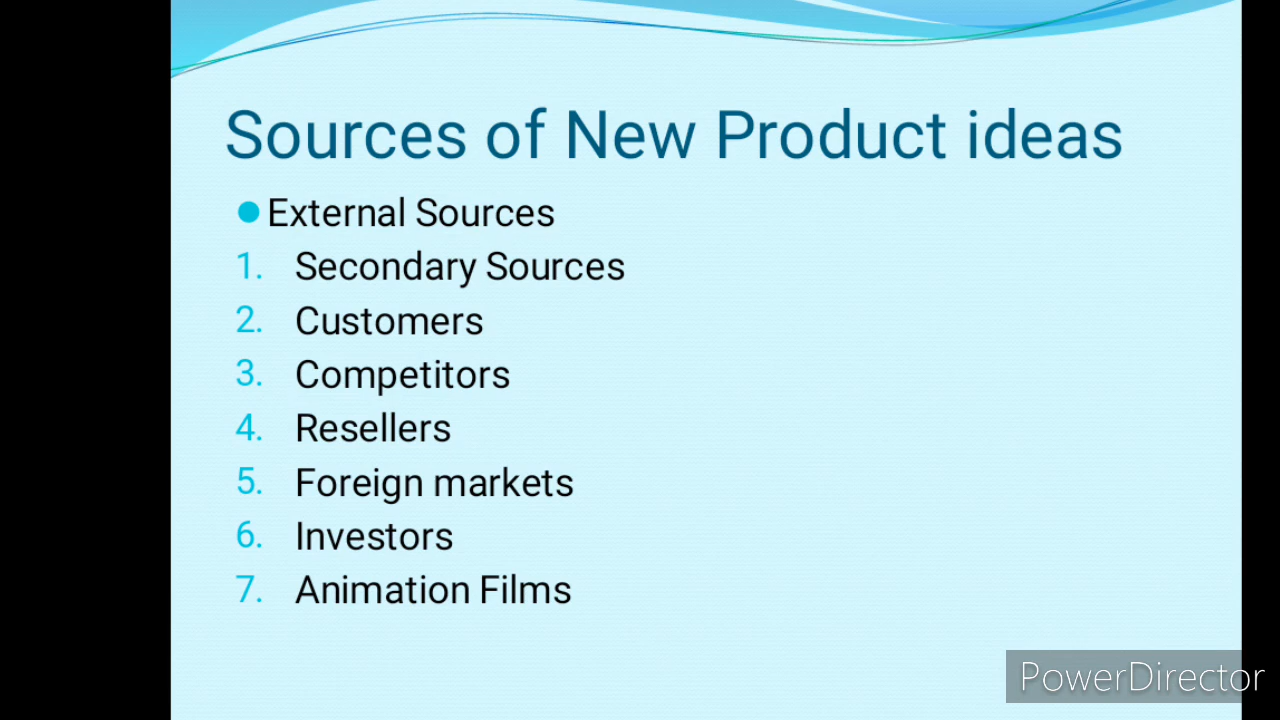 Sources of New Product ideas
External Sources
1. Secondary Sources
2. Customers
3. Competitors
4. Resellers
5. Foreign markets
6. Investors
7. Animation Films
PowerDirector